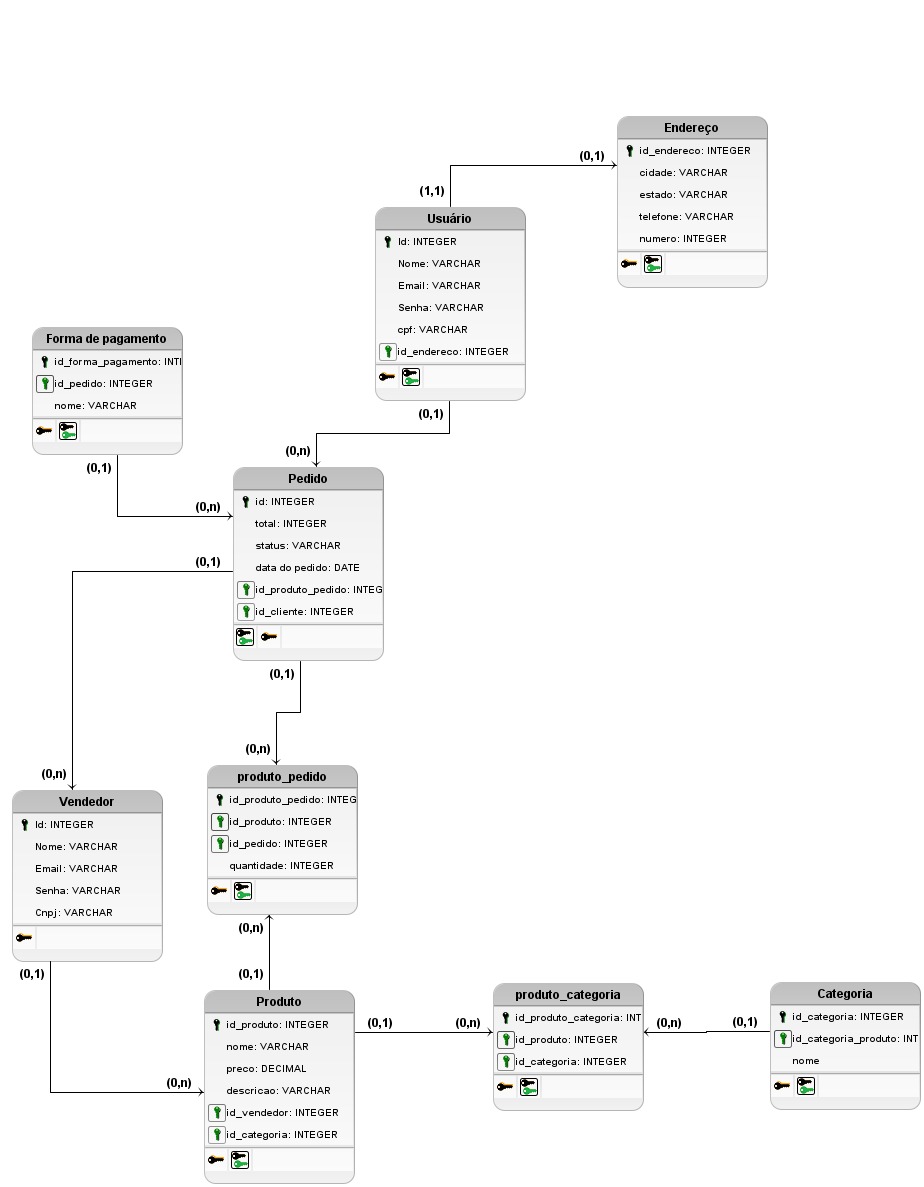 Endereço
id_endereco: INTEGER
cidade: VARCHAR
estado: VARCHAR
telefone: VARCHAR
numero: INTEGER
(0,1)
(1,1)
Usuário
Id: INTEGER
Nome: VARCHAR
Email: VARCHAR
Senha: VARCHAR
cpf: VARCHAR
id_endereco: INTEGER
(0,1)
(0,n)
Forma de pagamento
id_forma_pagamento: INTI
id_pedido: INTEGER
nome: VARCHAR
(0,1)
(0,n)
Pedido
id: INTEGER
total: INTEGER
status: VARCHAR
data do pedido: DATE
id_produto_pedido: INTEG
id_cliente: INTEGER
(0,1)
(0,n)
(0,1)
(0,n)
Vendedor
Id: INTEGER
Nome: VARCHAR
Email: VARCHAR
Senha: VARCHAR
Cnpj: VARCHAR
(0,1)
(0,n)
produto_pedido
id_produto_pedido: INTEG
id_produto: INTEGER
id_pedido: INTEGER
quantidade: INTEGER
(0,n)
(0,1)
Produto
id_produto: INTEGER
nome: VARCHAR
preco: DECIMAL
descricao: VARCHAR
id_vendedor: INTEGER
id_categoria: INTEGER
(0,1)
(0,n)
produto_categoria
id_produto_categoria: INT
id_produto: INTEGER
id_categoria: INTEGER
(0,n)
(0,1)
Categoria
id_categoria: INTEGER
id_categoria_produto: INT
nome